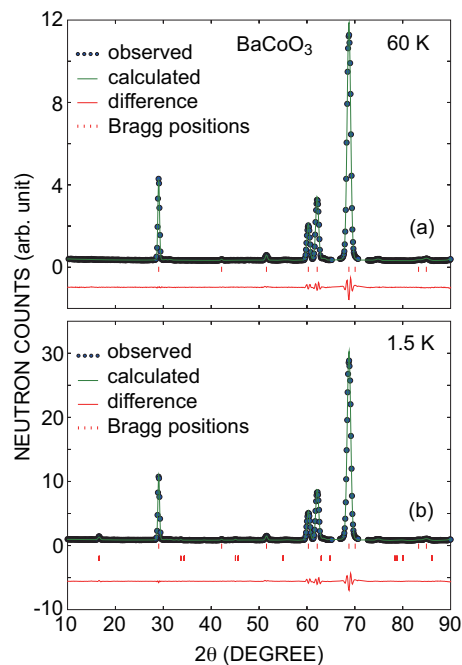 12
BaCoO3
60 K
observed
calculated
difference
Bragg positions
8
4
(a)
0
NEUTRON COUNTS (arb. unit)
30
1.5 K
observed
calculated
difference
Bragg positions
20
10
(b)
0
-10
10 20 30 40 50 60 70 80 90
2θ (DEGREE)